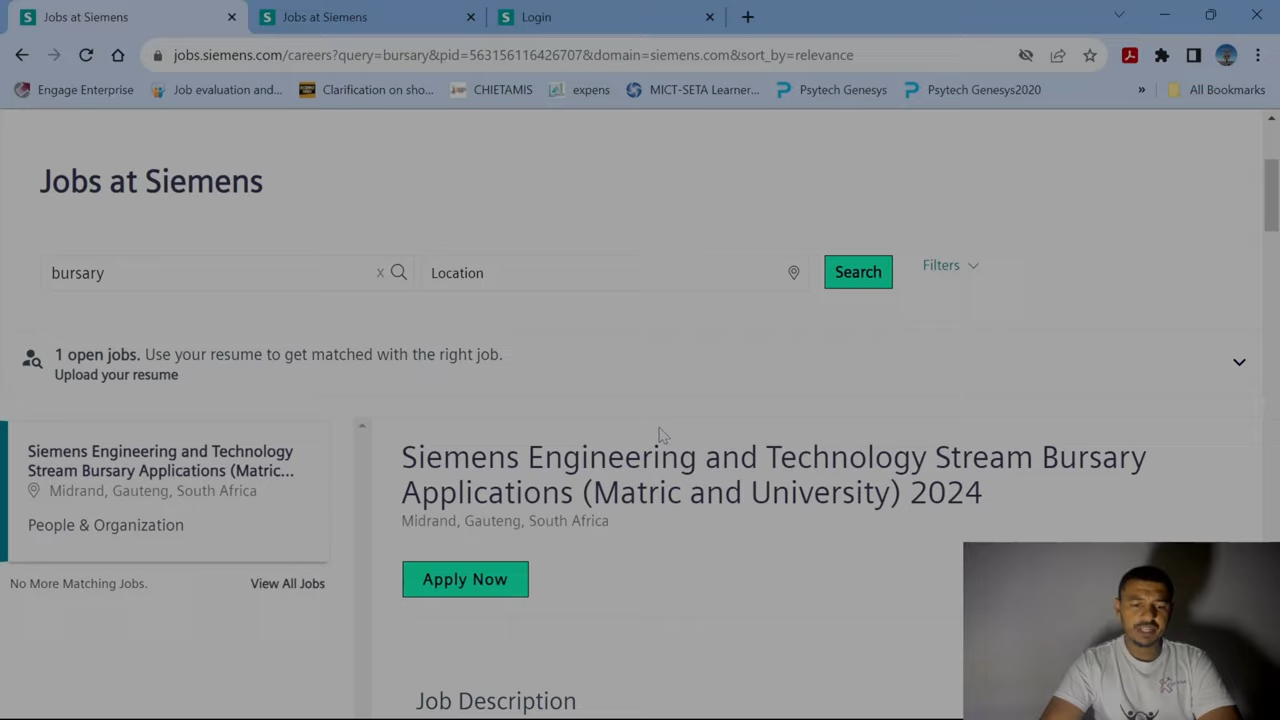 Jobs at Siemens
Jobs at Siemens
Login
jobs.siemens.com/careers?query=bursary&pid=563156116426707&domain=siemens.com&sort_by=relevance
Engage Enterprise
Job evaluation and...
Clarification on sho...
CHIETAMIS
expens
MICT-SETA Learner...
Psytech Genesys
Psytech Genesys2020
»
All Bookmarks
Jobs at Siemens
bursary
x
Location
Search
Filters
1 open jobs. Use your resume to get matched with the right job.
Upload your resume
Siemens Engineering and Technology
Stream Bursary Applications (Matric...
Midrand, Gauteng, South Africa
People & Organization
No More Matching Jobs.
View All Jobs
Siemens Engineering and Technology Stream Bursary
Applications (Matric and University) 2024
Midrand, Gauteng, South Africa
Apply Now
Job Description